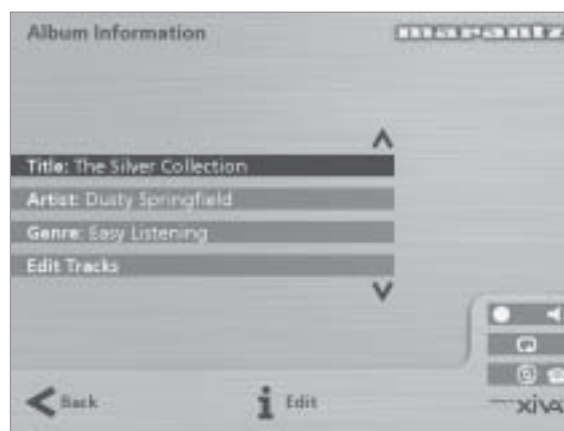 Album Information
marantz
Title: The Silver Collection
Artist: Dusty Springfield
Genre: Easy Listening
Edit Tracks
Back
i Edit
xiva